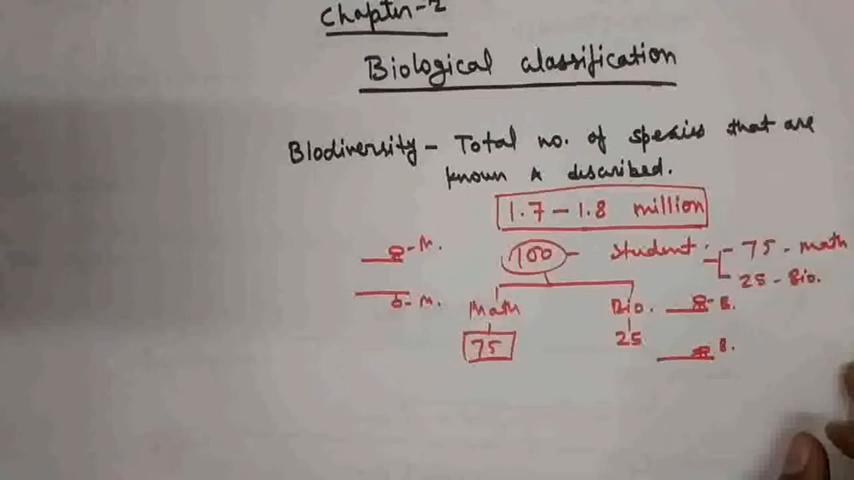 Chapter-2
Biological classification
Biodiversity - Total no. of species that are
known & discribed.
1.7 - 1.8 million
100 - Student - 75 - Math
25 - Bio.
M.
M.
Math
Bio.
B.
75
25
B.